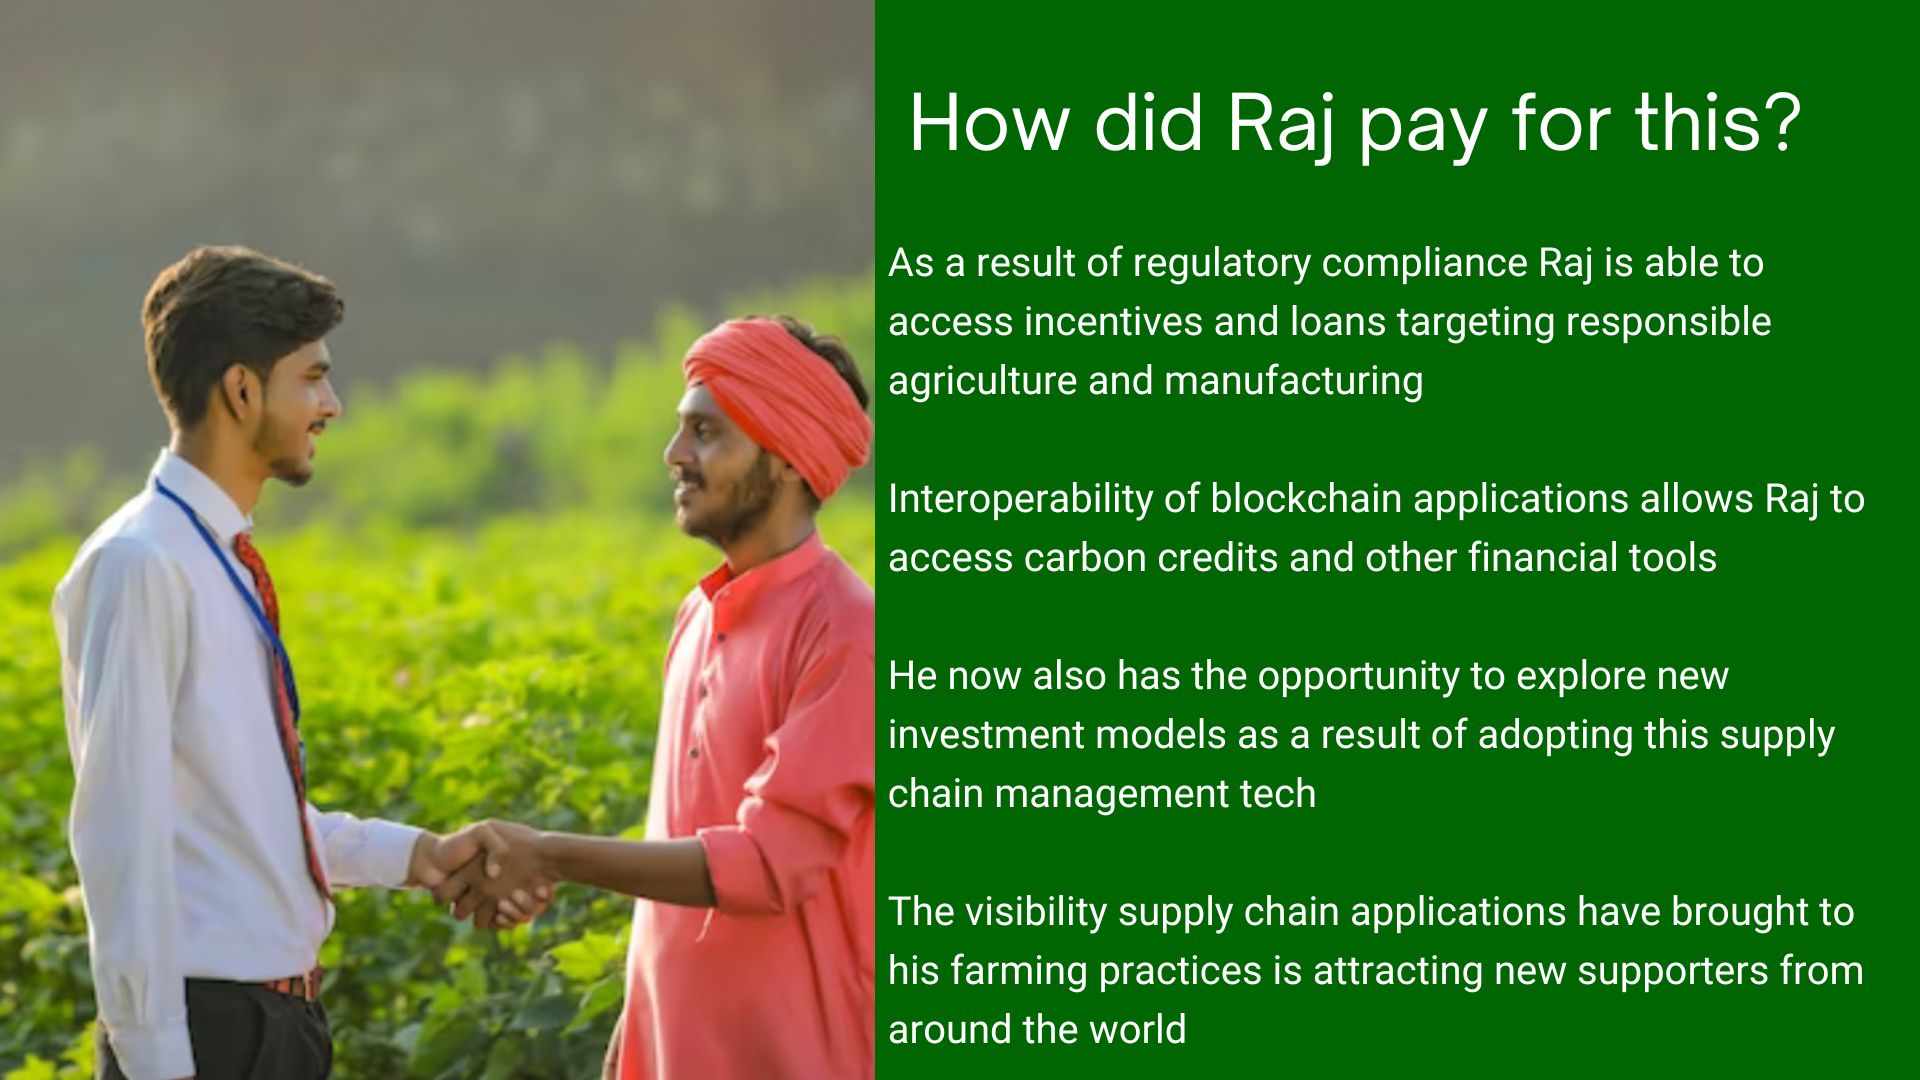 How did Raj pay for this?
As a result of regulatory compliance Raj is able to
access incentives and loans targeting responsible
agriculture and manufacturing
Interoperability of blockchain applications allows Raj to
access carbon credits and other financial tools
He now also has the opportunity to explore new
investment models as a result of adopting this supply
chain management tech
The visibility supply chain applications have brought to
his farming practices is attracting new supporters from
around the world